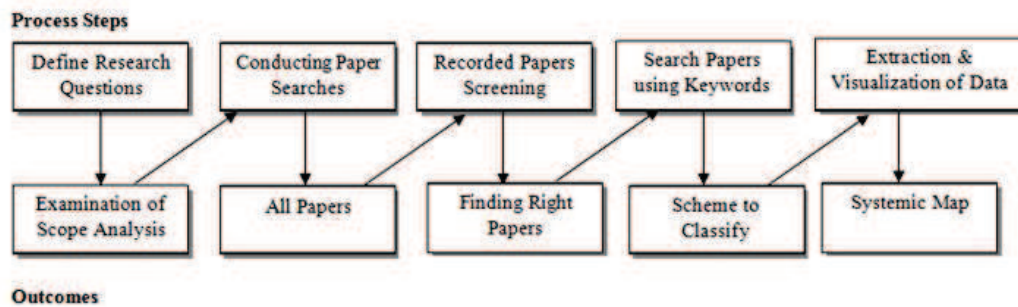 Process Steps
Define Research
Questions
Conducting Paper
Searches
Recorded Papers
Screening
Search Papers
using Keywords
Extraction &
Visualization of Data
Examination of
Scope Analysis
All Papers
Finding Right
Papers
Scheme to
Classify
Systemic Map
Outcomes